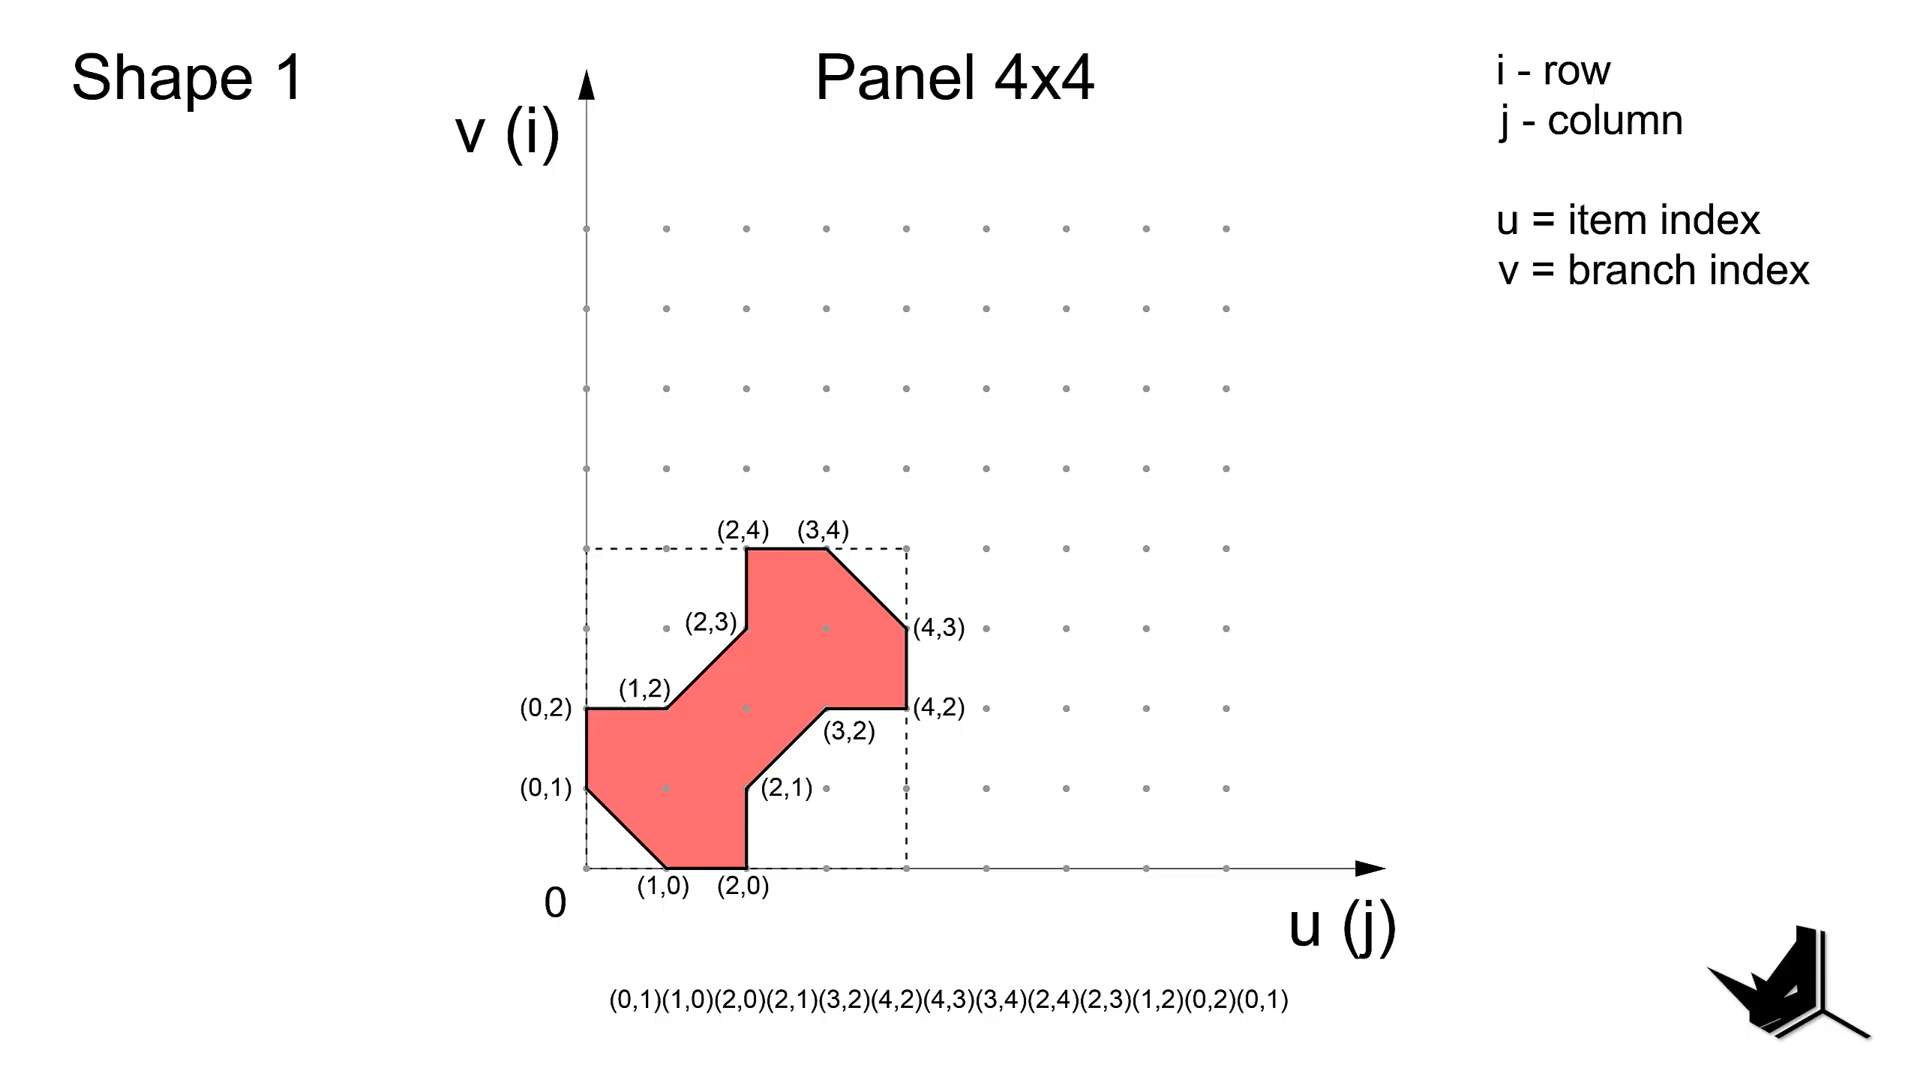 Shape 1
Panel 4x4
i - row
j - column
u = item index
v = branch index
v (i)
(2,4) (3,4)
(2,3)
(4,3)
(1,2)
(0,2)
(4,2)
(3,2)
(0,1)
(2,1)
(1,0) (2,0)
0
u (j)
(0,1)(1,0)(2,0)(2,1)(3,2)(4,2)(4,3)(3,4)(2,4)(2,3)(1,2)(0,2)(0,1)